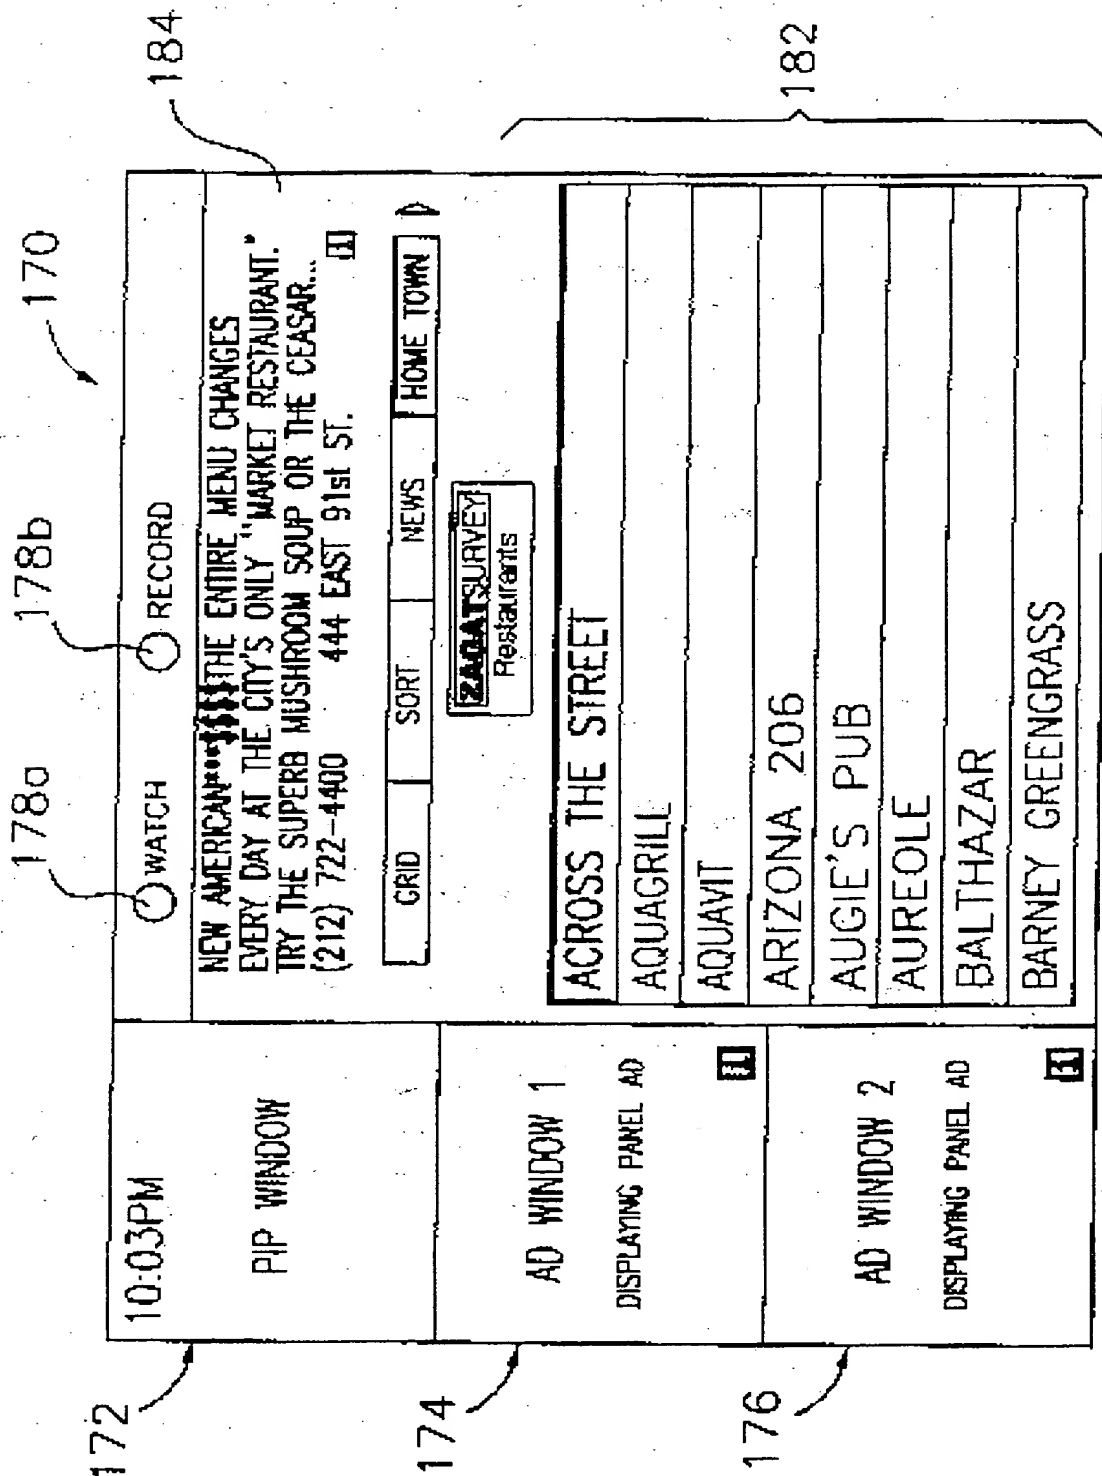 170
178a
178b
184
172
174
176
182
10:03PM
PIP WINDOW
AD WINDOW 1
DISPLAYING PANEL AD
AD WINDOW 2
DISPLAYING PANEL AD
WATCH
RECORD
NEW AMERICAN***$$$$THE ENTIRE MENU CHANGES
EVERY DAY AT THE CITY'S ONLY "MARKET RESTAURANT."
TRY THE SUPERB MUSHROOM SOUP OR THE CEASAR...
(212) 722-4400 444 EAST 91st ST.
GRID SORT NEWS HOME TOWN
ZAGATSURVEY
Restaurants
ACROSS THE STREET
AQUAGRILL
AQUAVIT
ARIZONA 206
AUGIE'S PUB
AUREOLE
BALTHAZAR
BARNEY GREENGRASS